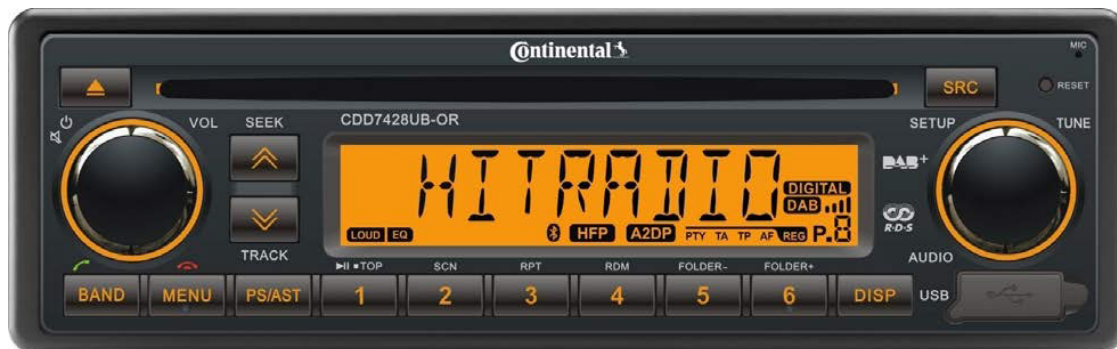 Continental
MIC
SRC
RESET
VOL
SEEK
CDD7428UB-OR
SETUP
TUNE
HITRADIO
DIGITAL
DAB
DAB+
LOUD EQ
HFP A2DP PTY TA TP AF REG P.8
R·D·S
TRACK
AUDIO
TOP
SCN
RPT
RDM
FOLDER-
FOLDER+
BAND
MENU
PS/AST
1
2
3
4
5
6
DISP
USB